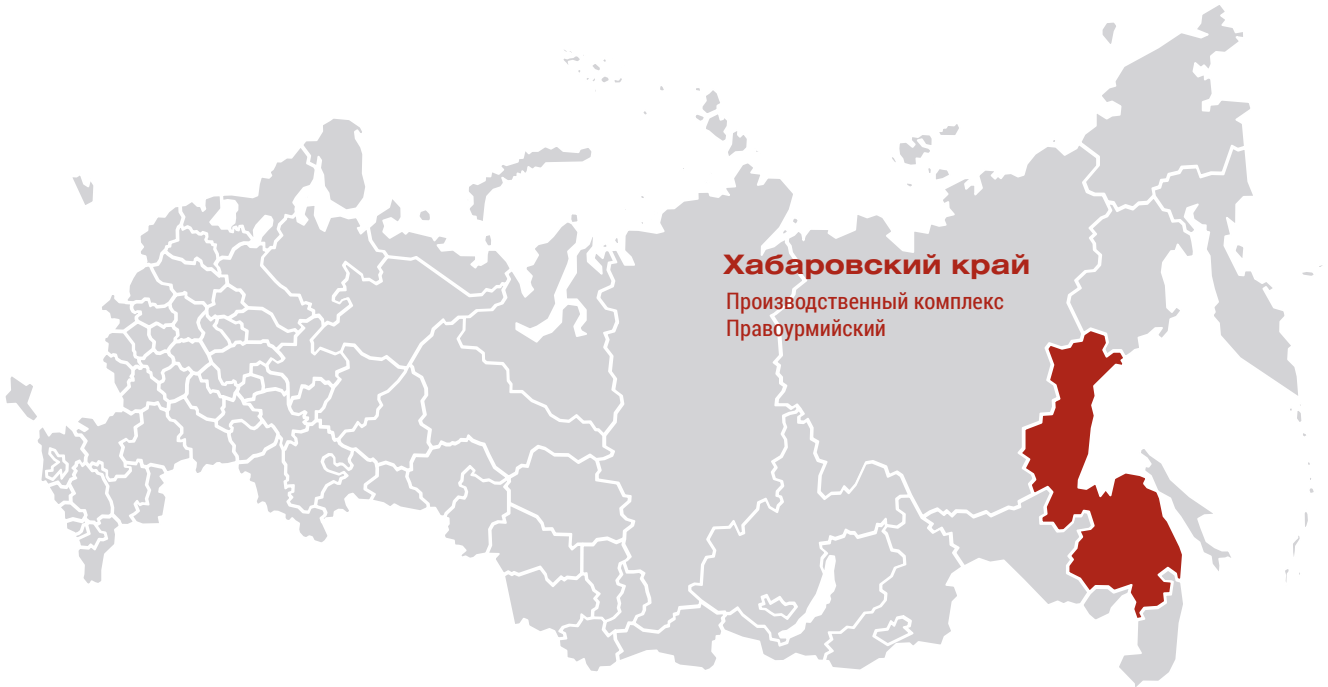 Хабаровский край
Производственный комплекс
Правоурмийский